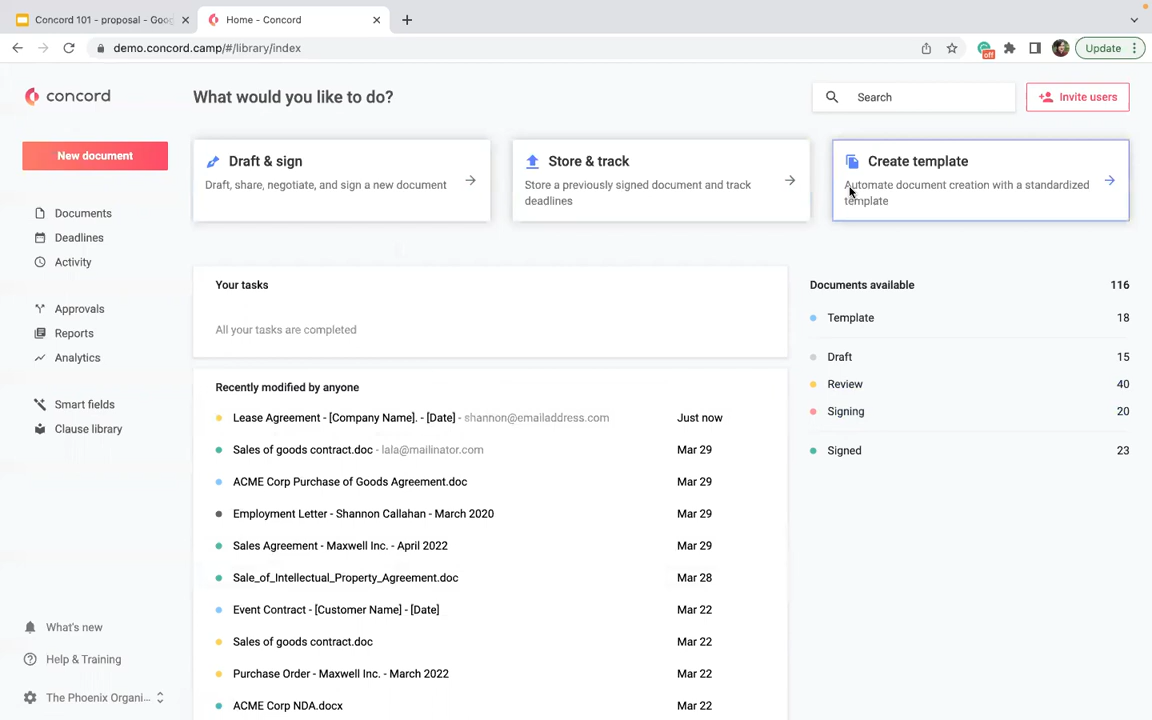 Concord 101 - proposal - Goog
Home - Concord
demo.concord.camp/#/library/index
off
Update
concord
What would you like to do?
Search
Invite users
New document
Draft & sign
Draft, share, negotiate, and sign a new document
Store & track
Store a previously signed document and track
deadlines
Create template
Automate document creation with a standardized
template
Documents
Deadlines
Activity
Approvals
Reports
Analytics
Smart fields
Clause library
Your tasks
All your tasks are completed
Documents available 116
Template 18
Draft 15
Review 40
Signing 20
Signed 23
Recently modified by anyone
Lease Agreement - [Company Name]. - [Date] - shannon@emailaddress.com Just now
Sales of goods contract.doc - lala@mailinator.com Mar 29
ACME Corp Purchase of Goods Agreement.doc Mar 29
Employment Letter - Shannon Callahan - March 2020 Mar 29
Sales Agreement - Maxwell Inc. - April 2022 Mar 29
Sale_of_Intellectual_Property_Agreement.doc Mar 28
Event Contract - [Customer Name] - [Date] Mar 22
Sales of goods contract.doc Mar 22
Purchase Order - Maxwell Inc. - March 2022 Mar 22
ACME Corp NDA.docx Mar 22
What's new
Help & Training
The Phoenix Organi...